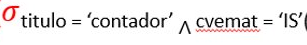 σ titulo = ‘contador’ ∧ cvemat = ‘IS’(